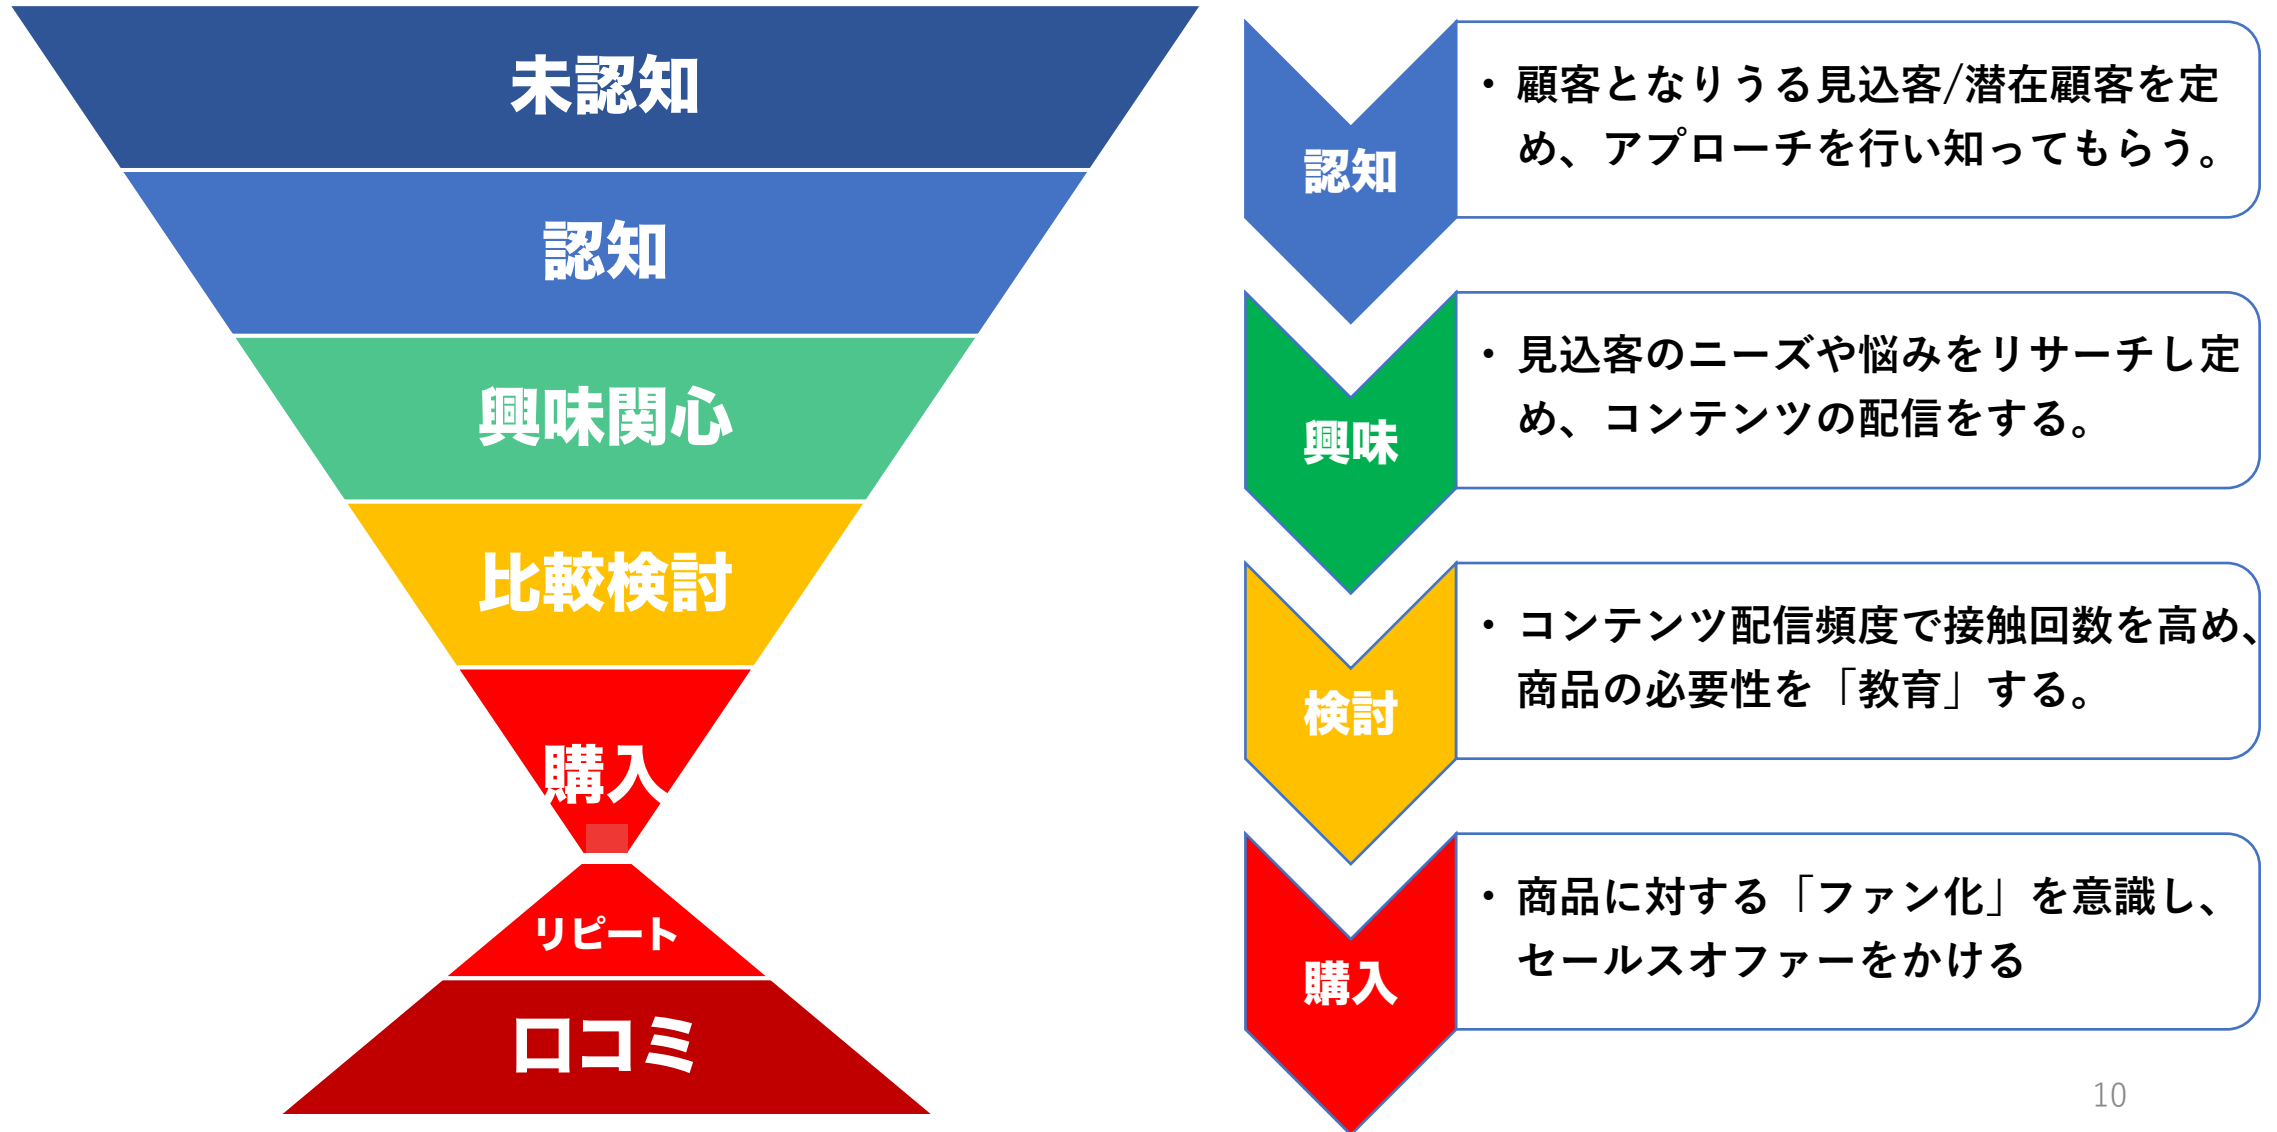 未認知
認知
興味関心
比較検討
購入
リピート
口コミ
認知
・顧客となりうる見込客/潜在顧客を定
め、アプローチを行い知ってもらう。
興味
・見込客のニーズや悩みをリサーチし定
め、コンテンツの配信をする。
検討
・コンテンツ配信頻度で接触回数を高め、
商品の必要性を「教育」する。
購入
・商品に対する「ファン化」を意識し、
セールスオファーをかける
10